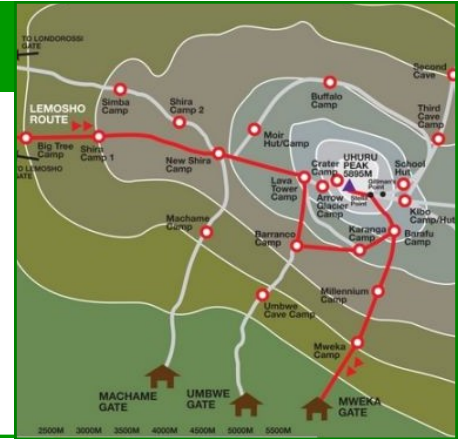 TO LONDOROSSI
GATE
Second
Cave
Simba
Camp
Shira
Camp 2
Buffalo
Camp
LEMOSHO
ROUTE
Third
Cave
Camp
Moir
Hut/Camp
Big Tree
Camp
Shira
Camp 1
New Shira
Camp
Crater
Camp
UHURU
PEAK
5895M
School
Hut
Lava
Tower
Camp
Gilman's
Point
Stella
Point
TO LEMOSHO
GATE
Arrow
Glacier
Camp
Kibo
Camp/Hut
Machame
Camp
Barranco
Camp
Karanga
Camp
Barafu
Camp
Umbwe
Cave Camp
Millennium
Camp
Mweka
Camp
MACHAME
GATE
UMBWE
GATE
MWEKA
GATE
2500M 3000M 3500M 4000M 4500M 5000M 5500M